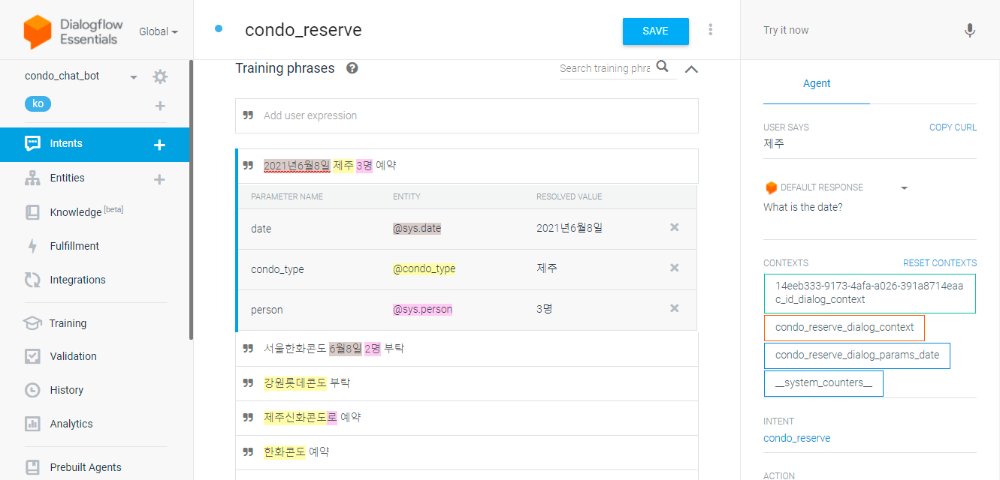 Dialogflow
Essentials
Global
condo_chat_bot
ko
Intents
Entities
Knowledge [beta]
Fulfillment
Integrations
Training
Validation
History
Analytics
Prebuilt Agents
condo_reserve
SAVE
Training phrases
Search training phra
Add user expression
2021년6월8일 제주 3명 예약
PARAMETER NAME ENTITY RESOLVED VALUE
date @sys.date 2021년6월8일
condo_type @condo_type 제주
person @sys.person 3명
서울한화콘도 6월8일 2명 부탁
강원롯데콘도 부탁
제주신화콘도로 예약
한화콘도 예약
Try it now
Agent
USER SAYS COPY CURL
제주
DEFAULT RESPONSE
What is the date?
CONTEXTS RESET CONTEXTS
14eeb333-9173-4afa-a026-391a8714eaa
c_id_dialog_context
condo_reserve_dialog_context
condo_reserve_dialog_params_date
__system_counters__
INTENT
condo_reserve
ACTION